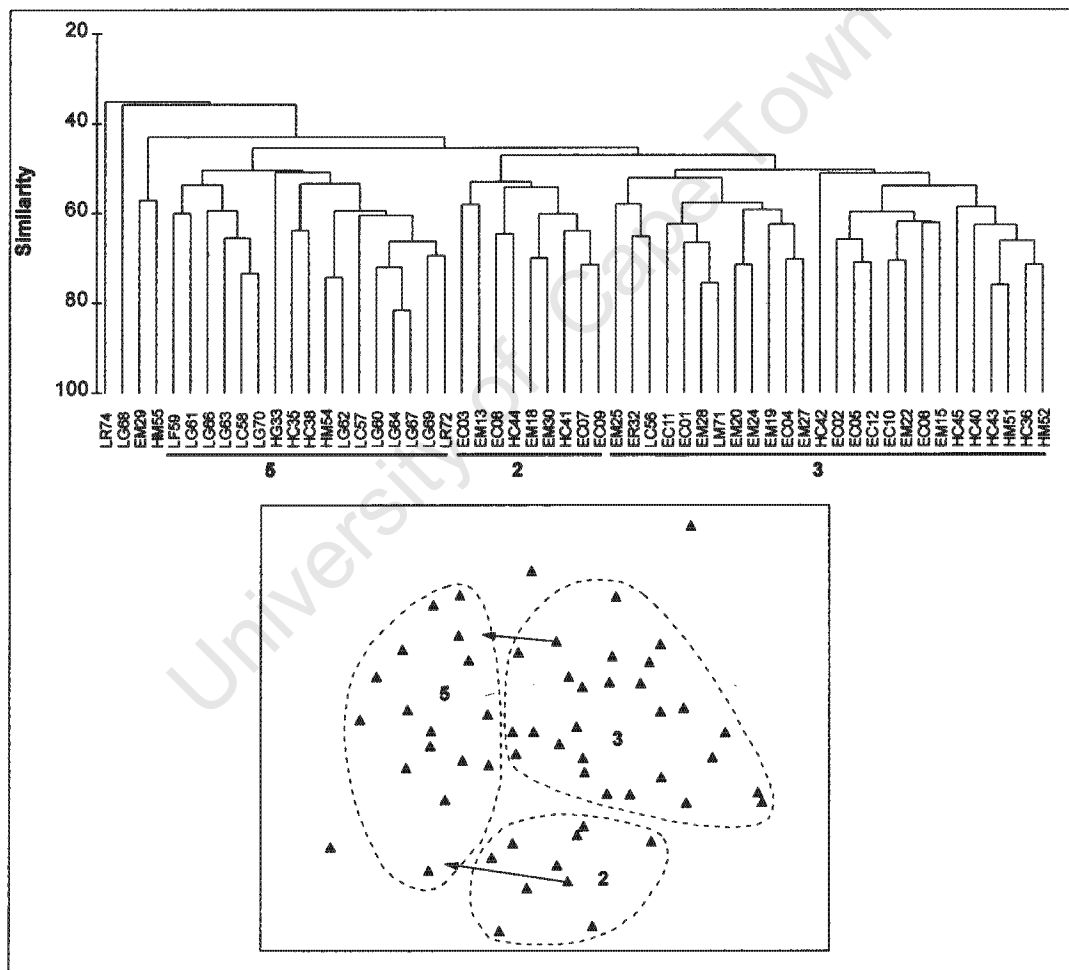 20
40
60
80
100
Similarity
LR74 LG68 EM29 HM55 LF59 LG61 LG66 LG63 LC58 LG70 HG33 HC35 HC38 HM54 LG62 LC57 LG60 LG64 LG67 LG69 LR72 EC03 EM13 EC08 HC44 EM18 EM30 HC41 EC07 EC09 EM25 ER32 LC56 EC11 EC01 EM28 LM71 EM20 EM24 EM19 EC04 EM27 HC42 EC02 EC05 EC12 EC10 EM22 EC06 EM15 HC45 HC40 HC43 HM51 HC36 HM52
5 2 3
5
3
2
University of Cape Town